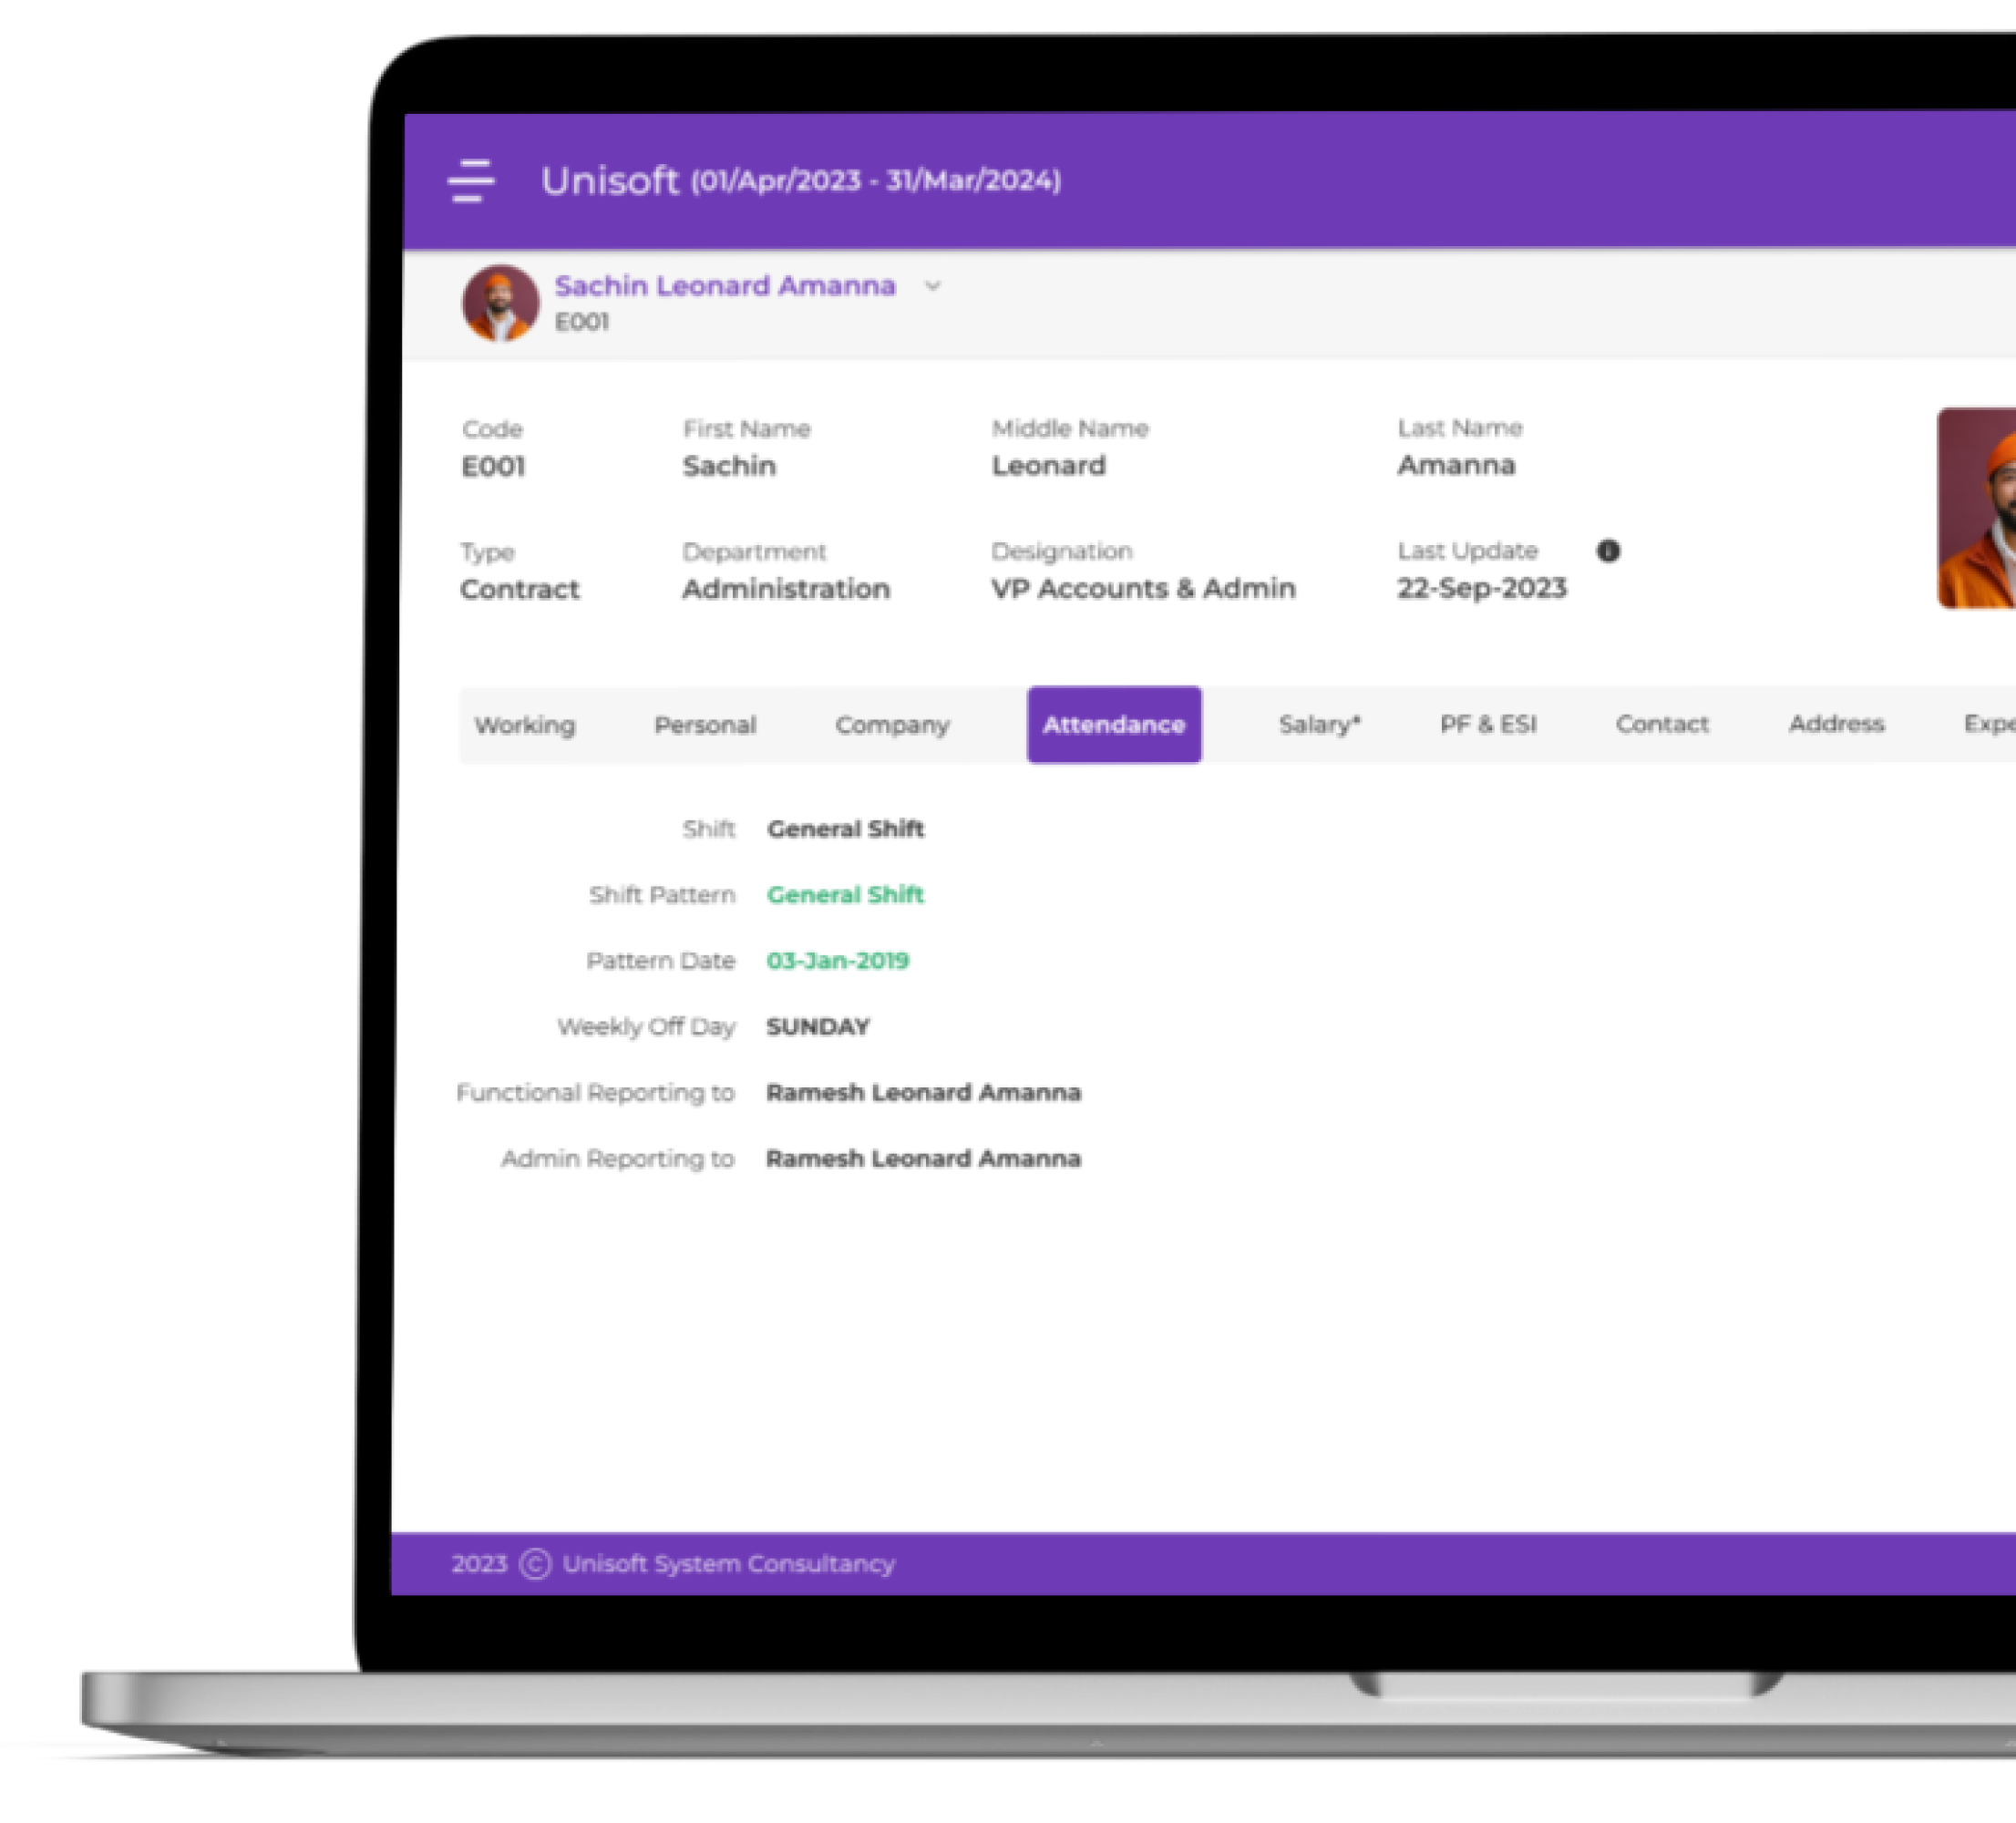 Unisoft (01/Apr/2023 - 31/Mar/2024)
Sachin Leonard Amanna
E001
Code First Name Middle Name Last Name
E001 Sachin Leonard Amanna
Type Department Designation Last Update
Contract Administration VP Accounts & Admin 22-Sep-2023
Working Personal Company Attendance Salary* PF & ESI Contact Address Expe
Shift General Shift
Shift Pattern General Shift
Pattern Date 03-Jan-2019
Weekly Off Day SUNDAY
Functional Reporting to Ramesh Leonard Amanna
Admin Reporting to Ramesh Leonard Amanna
2023 © Unisoft System Consultancy